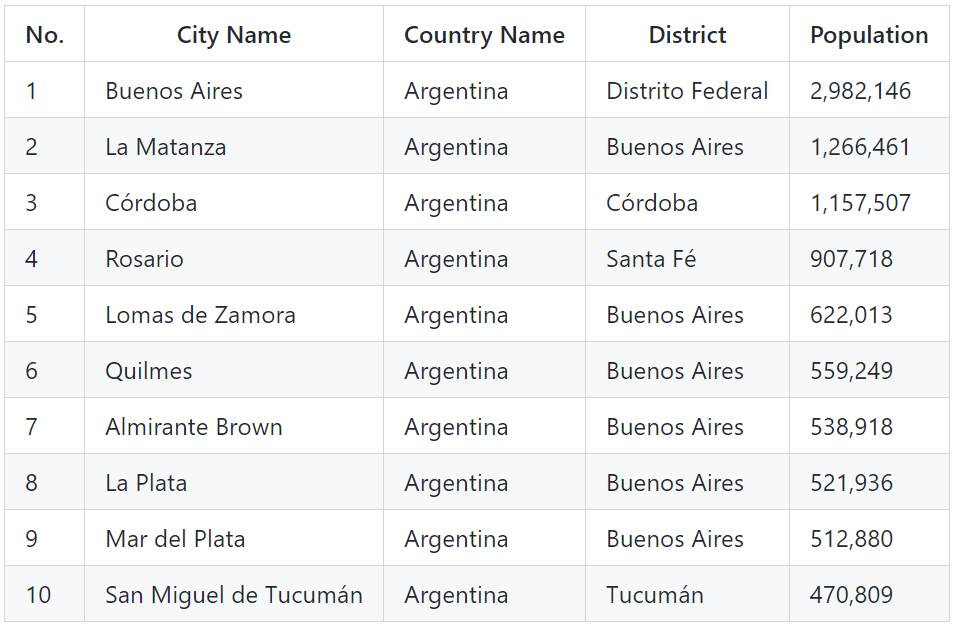 No. City Name Country Name District Population
1 Buenos Aires Argentina Distrito Federal 2,982,146
2 La Matanza Argentina Buenos Aires 1,266,461
3 Córdoba Argentina Córdoba 1,157,507
4 Rosario Argentina Santa Fé 907,718
5 Lomas de Zamora Argentina Buenos Aires 622,013
6 Quilmes Argentina Buenos Aires 559,249
7 Almirante Brown Argentina Buenos Aires 538,918
8 La Plata Argentina Buenos Aires 521,936
9 Mar del Plata Argentina Buenos Aires 512,880
10 San Miguel de Tucumán Argentina Tucumán 470,809